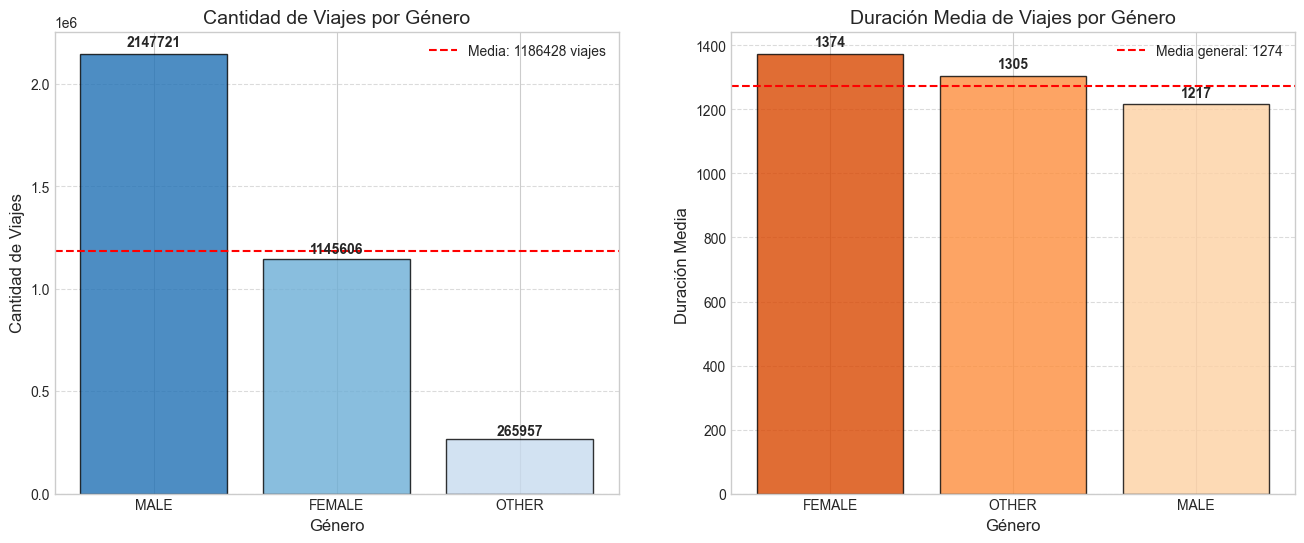 Cantidad de Viajes por Género
1e6
2147721
Media: 1186428 viajes
2.0
1.5
1145606
1.0
0.5
265957
0.0
MALE
FEMALE
OTHER
Género
Cantidad de Viajes
Duración Media de Viajes por Género
1400
1374
Media general: 1274
1305
1200
1217
1000
800
600
400
200
0
FEMALE
OTHER
MALE
Género
Duración Media